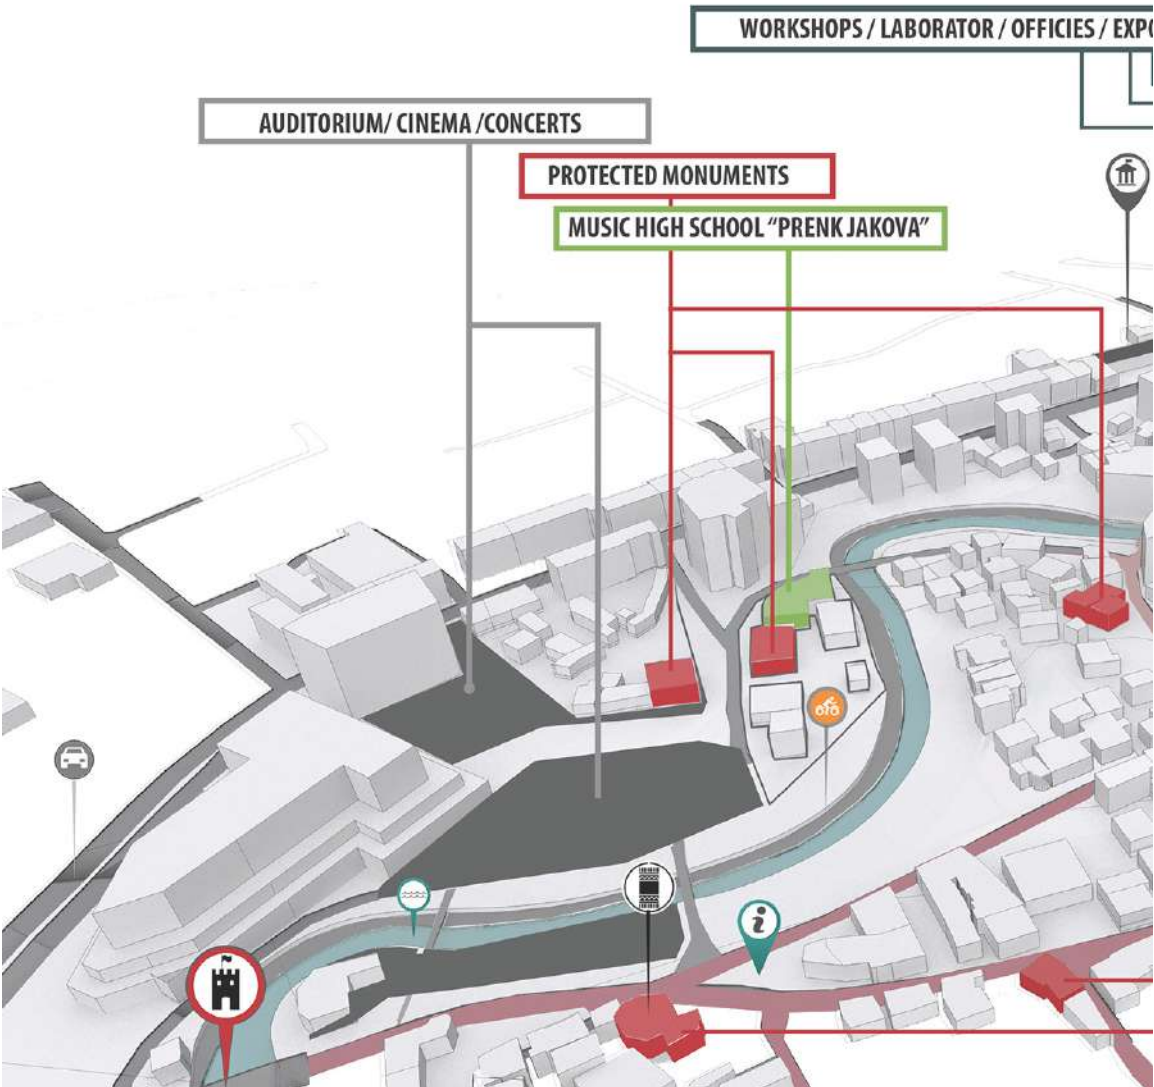 WORKSHOPS / LABORATOR / OFFICIES / EXPO
AUDITORIUM/ CINEMA /CONCERTS
PROTECTED MONUMENTS
MUSIC HIGH SCHOOL “PRENK JAKOVA”
i